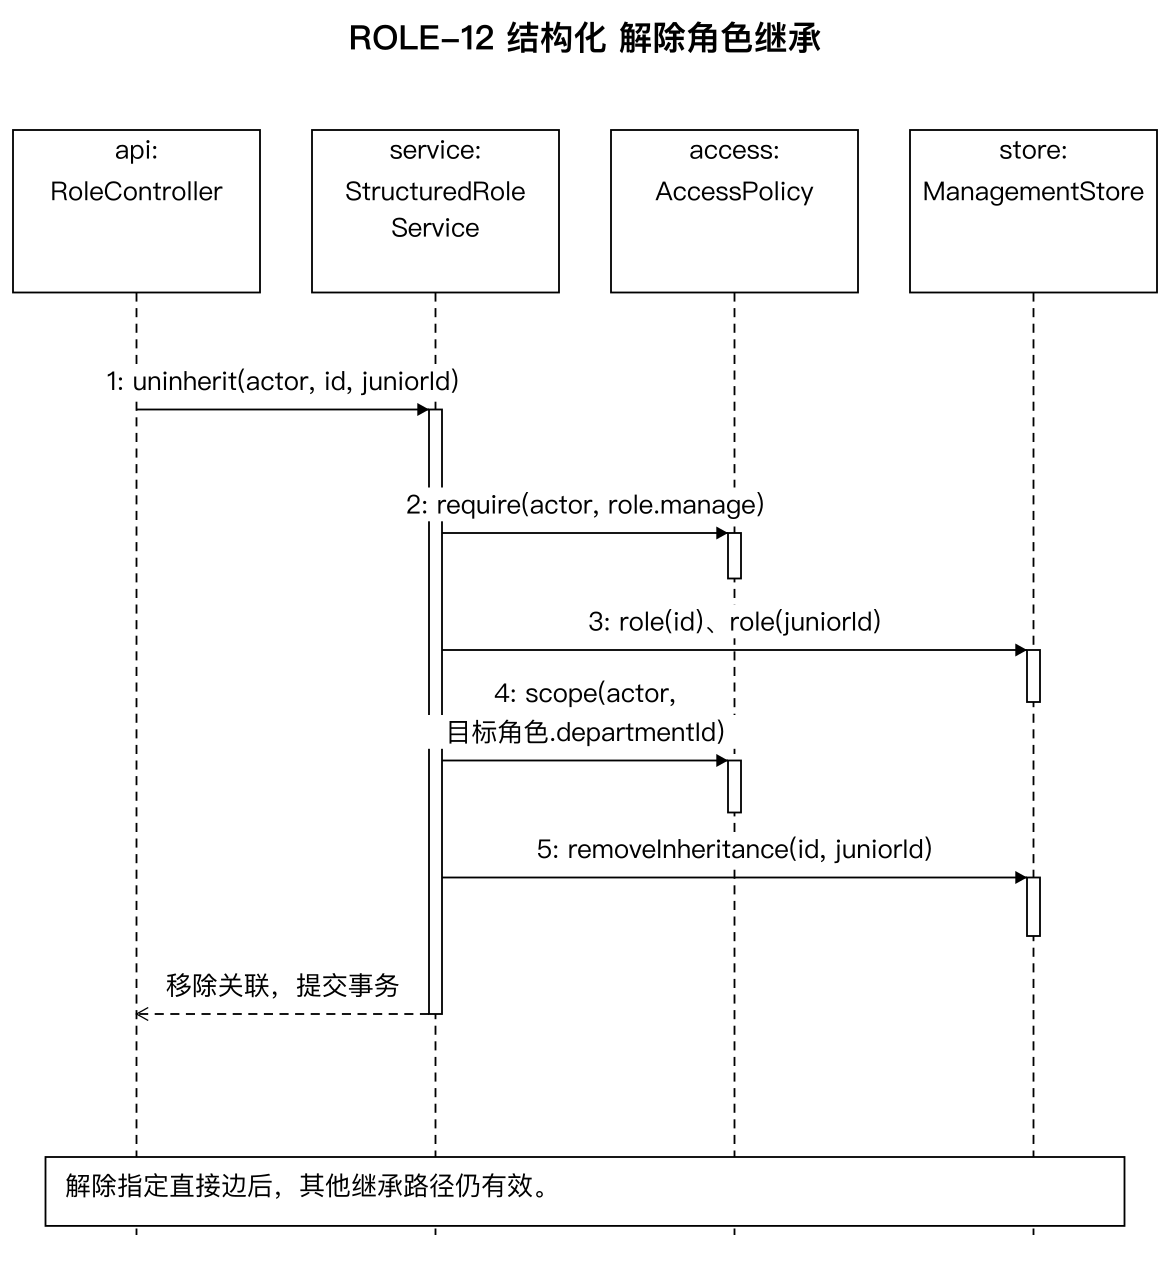 ROLE-12 结构化 解除角色继承
api:
RoleController
service:
StructuredRole
Service
access:
AccessPolicy
store:
ManagementStore
1: uninherit(actor, id, juniorId)
2: require(actor, role.manage)
3: role(id)、role(juniorId)
4: scope(actor,
目标角色.departmentId)
5: removeInheritance(id, juniorId)
移除关联，提交事务
解除指定直接边后，其他继承路径仍有效。